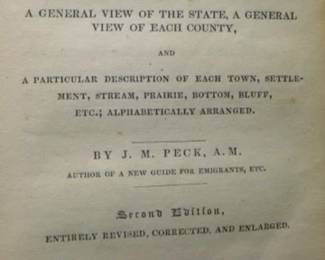 A GENERAL VIEW OF THE STATE, A GENERAL
VIEW OF EACH COUNTY,
AND
A PARTICULAR DESCRIPTION OF EACH TOWN, SETTLE-
MENT, STREAM, PRAIRIE, BOTTOM, BLUFF,
ETC.; ALPHABETICALLY ARRANGED.
BY J. M. PECK, A.M.
AUTHOR OF A NEW GUIDE FOR EMIGRANTS, ETC.
Second Edition,
ENTIRELY REVISED, CORRECTED, AND ENLARGED.